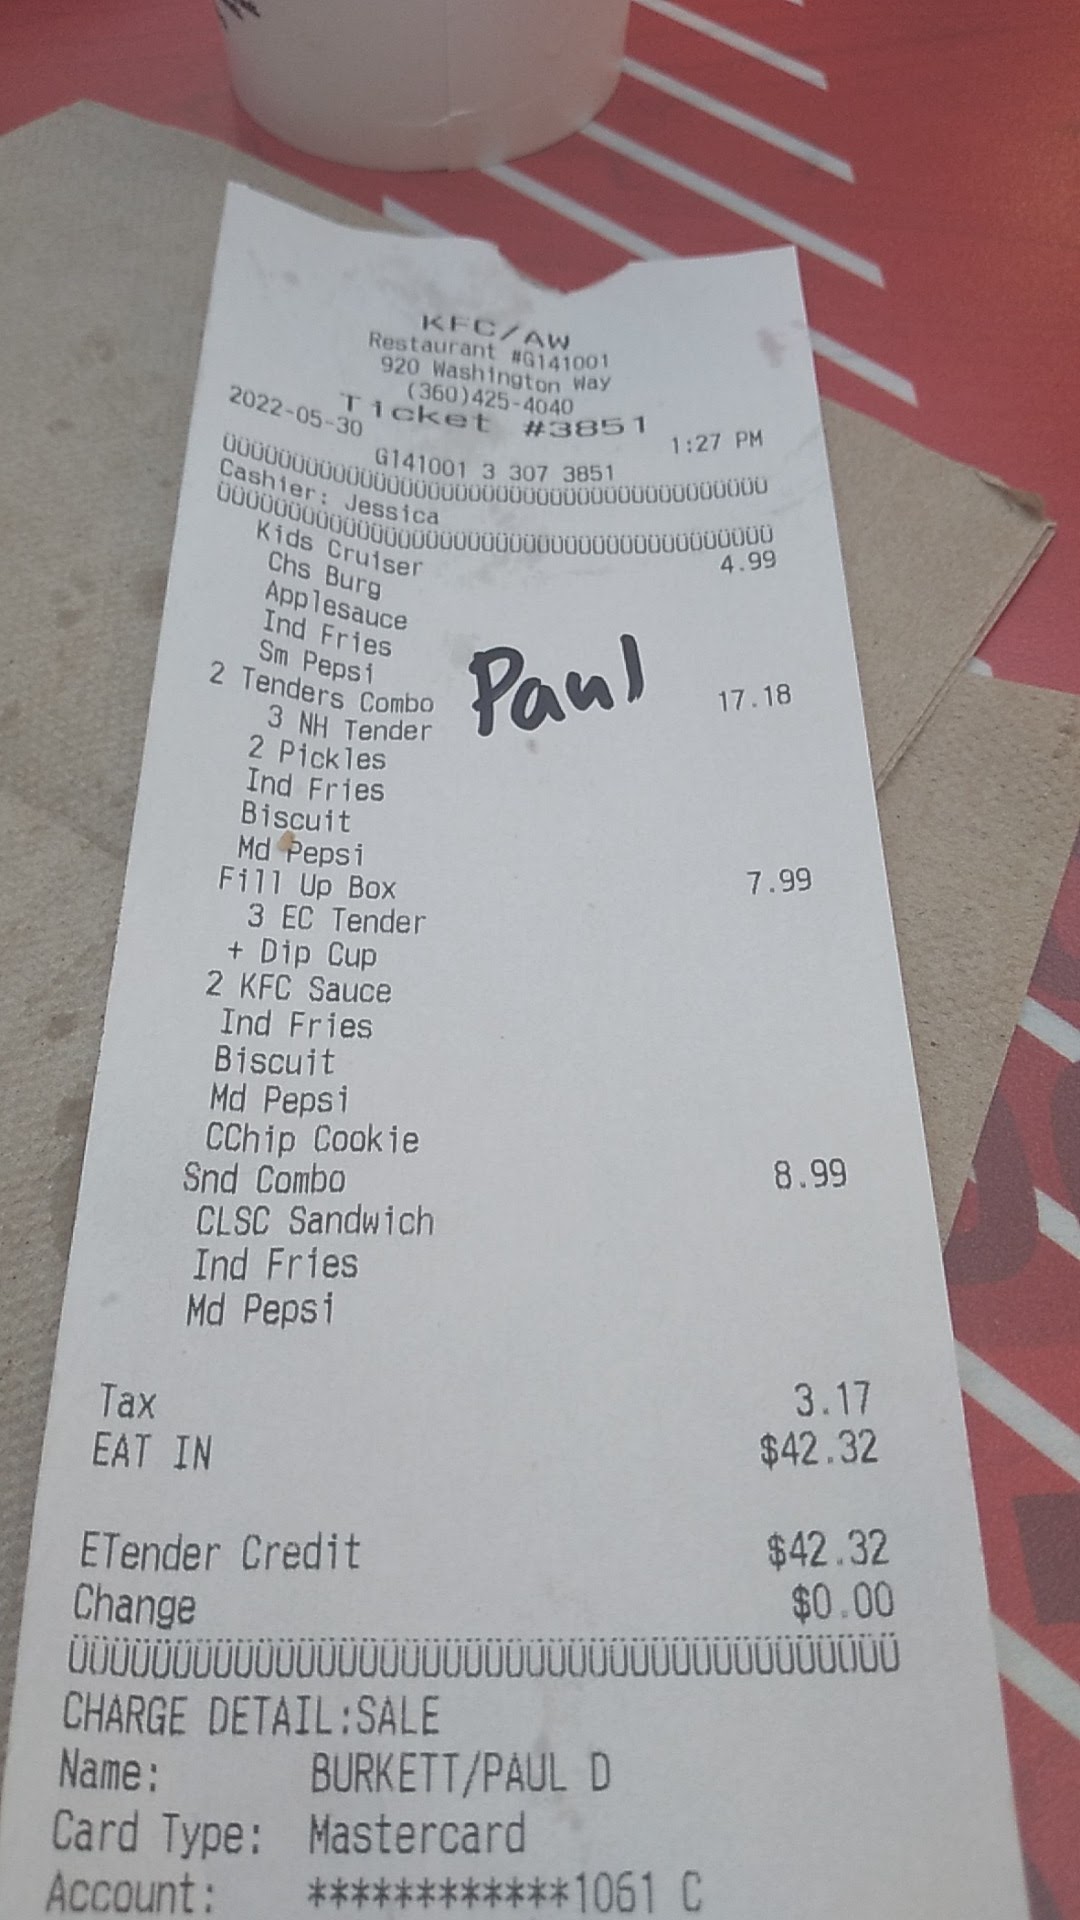 KFC/AW
Restaurant #G141001
920 Washington Way
(360)425-4040
Ticket #3851
2022-05-30 1:27 PM
G141001 3 307 3851
ÜÜÜÜÜÜÜÜÜÜÜÜÜÜÜÜÜÜÜÜÜÜÜÜÜÜÜÜÜÜÜÜÜÜÜÜÜÜÜÜ
Cashier: Jessica
ÜÜÜÜÜÜÜÜÜÜÜÜÜÜÜÜÜÜÜÜÜÜÜÜÜÜÜÜÜÜÜÜÜÜÜÜÜÜÜÜ
Kids Cruiser 4.99
Chs Burg
Applesauce
Ind Fries
Sm Pepsi
Paul
2 Tenders Combo 17.18
3 NH Tender
2 Pickles
Ind Fries
Biscuit
Md Pepsi
Fill Up Box 7.99
3 EC Tender
+ Dip Cup
2 KFC Sauce
Ind Fries
Biscuit
Md Pepsi
CChip Cookie
Snd Combo 8.99
CLSC Sandwich
Ind Fries
Md Pepsi
Tax 3.17
EAT IN $42.32
ETender Credit $42.32
Change $0.00
ÜÜÜÜÜÜÜÜÜÜÜÜÜÜÜÜÜÜÜÜÜÜÜÜÜÜÜÜÜÜÜÜÜÜÜÜÜÜÜÜ
CHARGE DETAIL:SALE
Name: BURKETT/PAUL D
Card Type: Mastercard
Account: ************1061 C